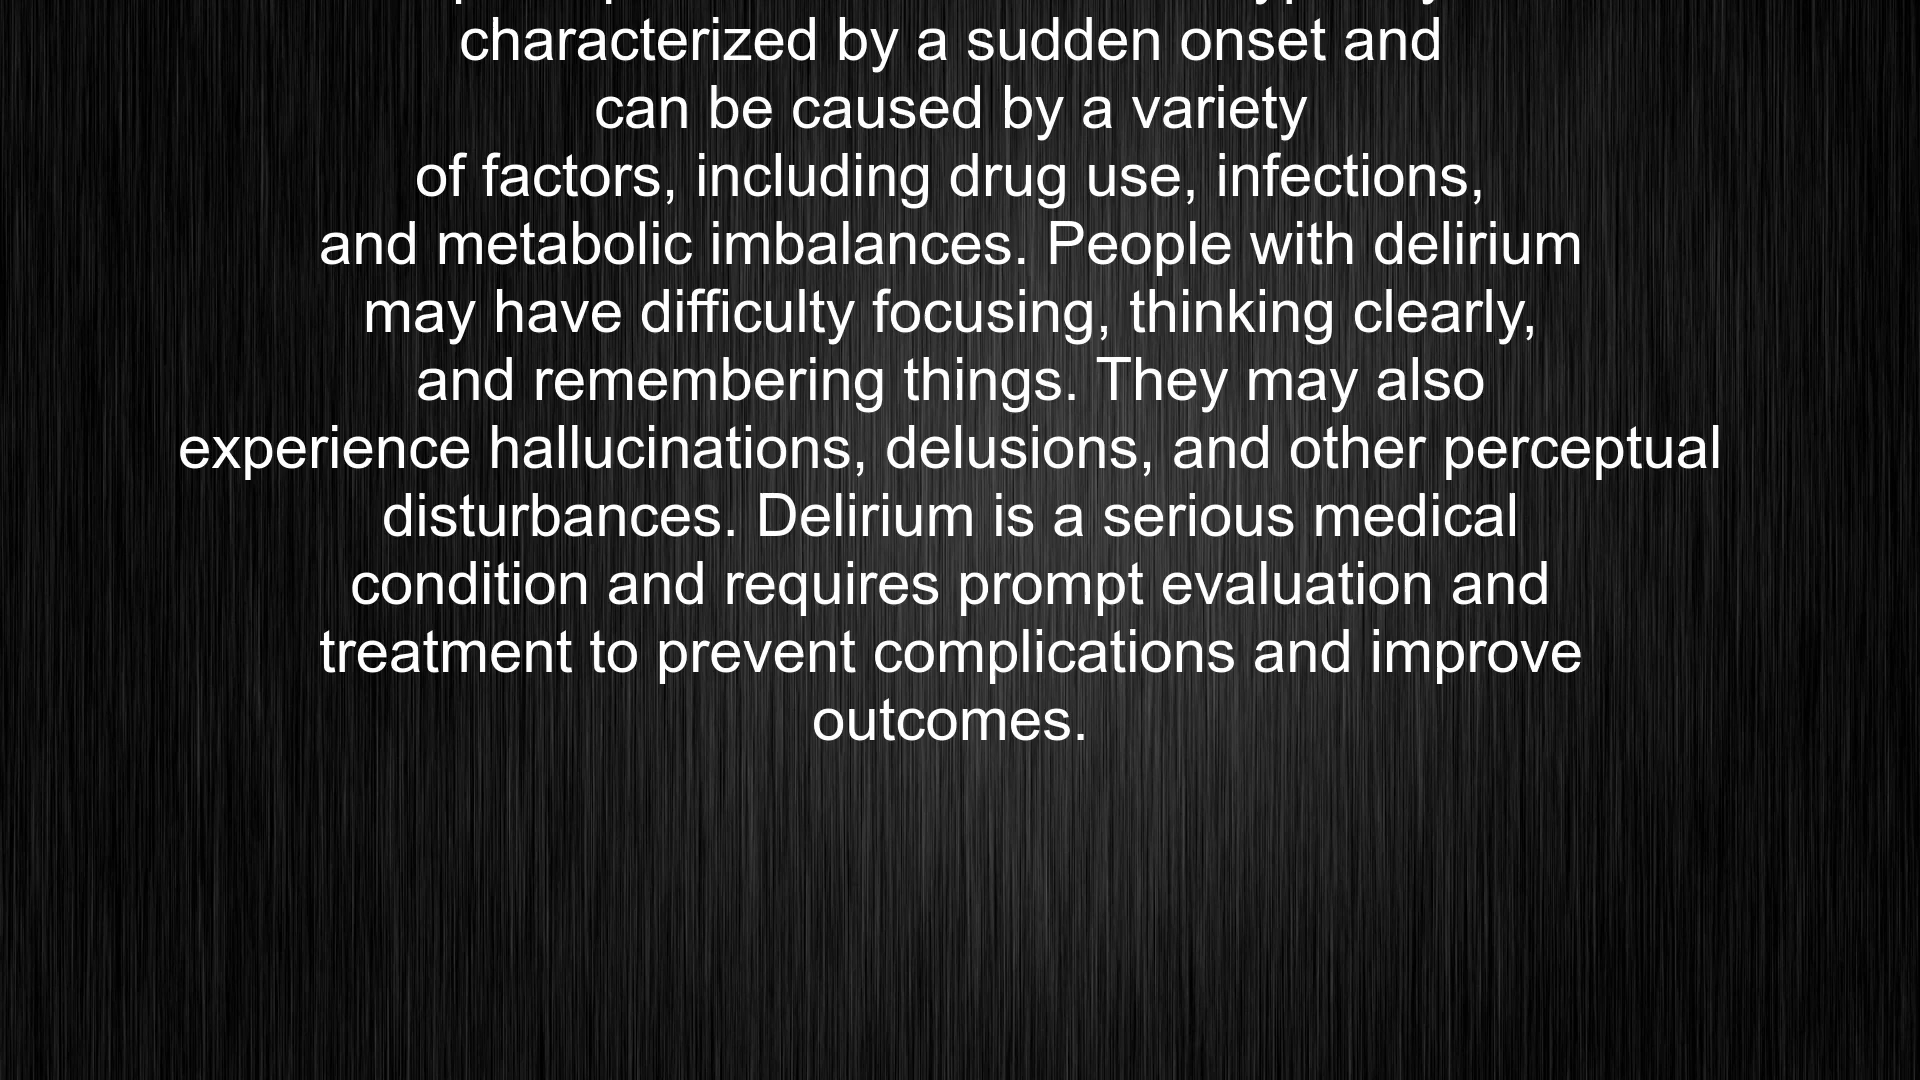 characterized by a sudden onset and
can be caused by a variety
of factors, including drug use, infections,
and metabolic imbalances. People with delirium
may have difficulty focusing, thinking clearly,
and remembering things. They may also
experience hallucinations, delusions, and other perceptual
disturbances. Delirium is a serious medical
condition and requires prompt evaluation and
treatment to prevent complications and improve
outcomes.